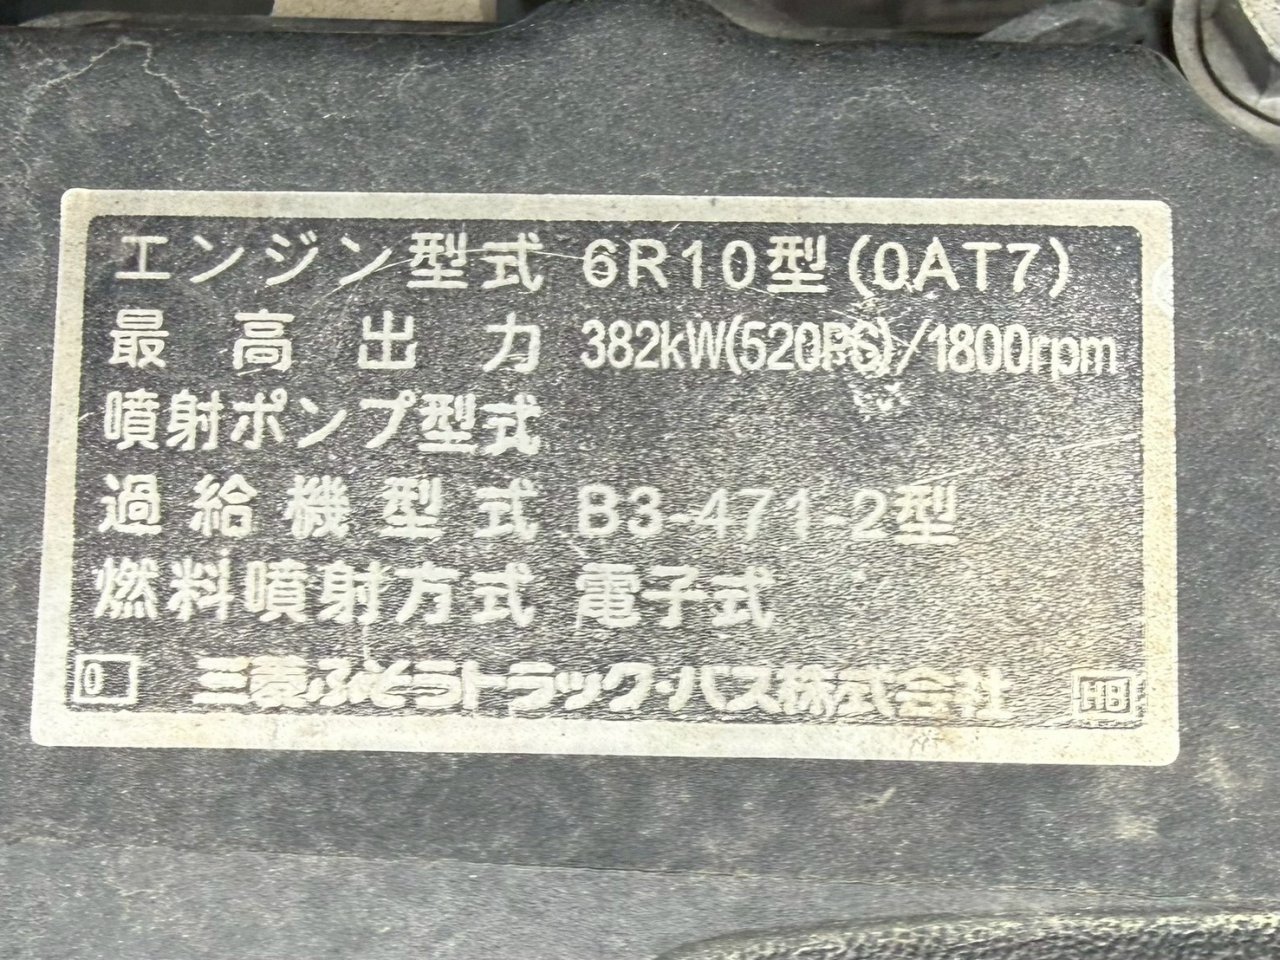 エンジン型式 6R10型(0AT7)
最高出力 382kW(520PS)/1800rpm
噴射ポンプ型式
過給機型式 B3-471-2型
燃料噴射方式 電子式
0 三菱ふそうトラック・バス株式会社 HB